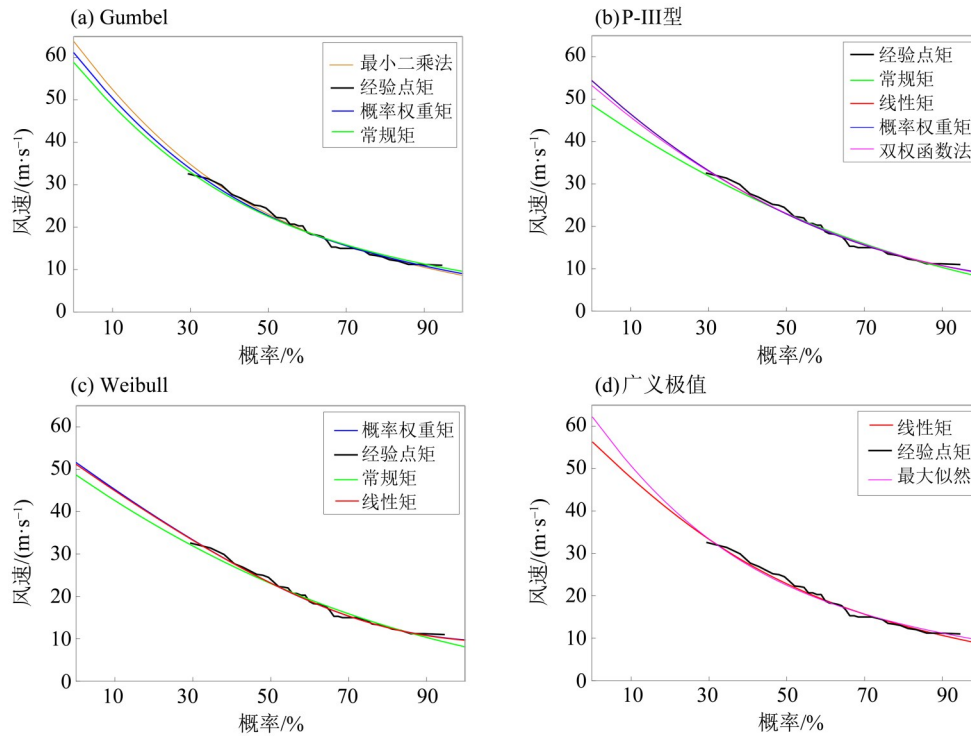 (a) Gumbel
60
50
40
30
20
10
0
10
30
50
70
90
风速/(m·s⁻¹)
概率/%
最小二乘法
经验点矩
概率权重矩
常规矩
(b)P-III型
60
50
40
30
20
10
0
10
30
50
70
90
风速/(m·s⁻¹)
概率/%
经验点矩
常规矩
线性矩
概率权重矩
双权函数法
(c) Weibull
60
50
40
30
20
10
0
10
30
50
70
90
风速/(m·s⁻¹)
概率/%
概率权重矩
经验点矩
常规矩
线性矩
(d)广义极值
60
50
40
30
20
10
0
10
30
50
70
90
风速/(m·s⁻¹)
概率/%
线性矩
经验点矩
最大似然